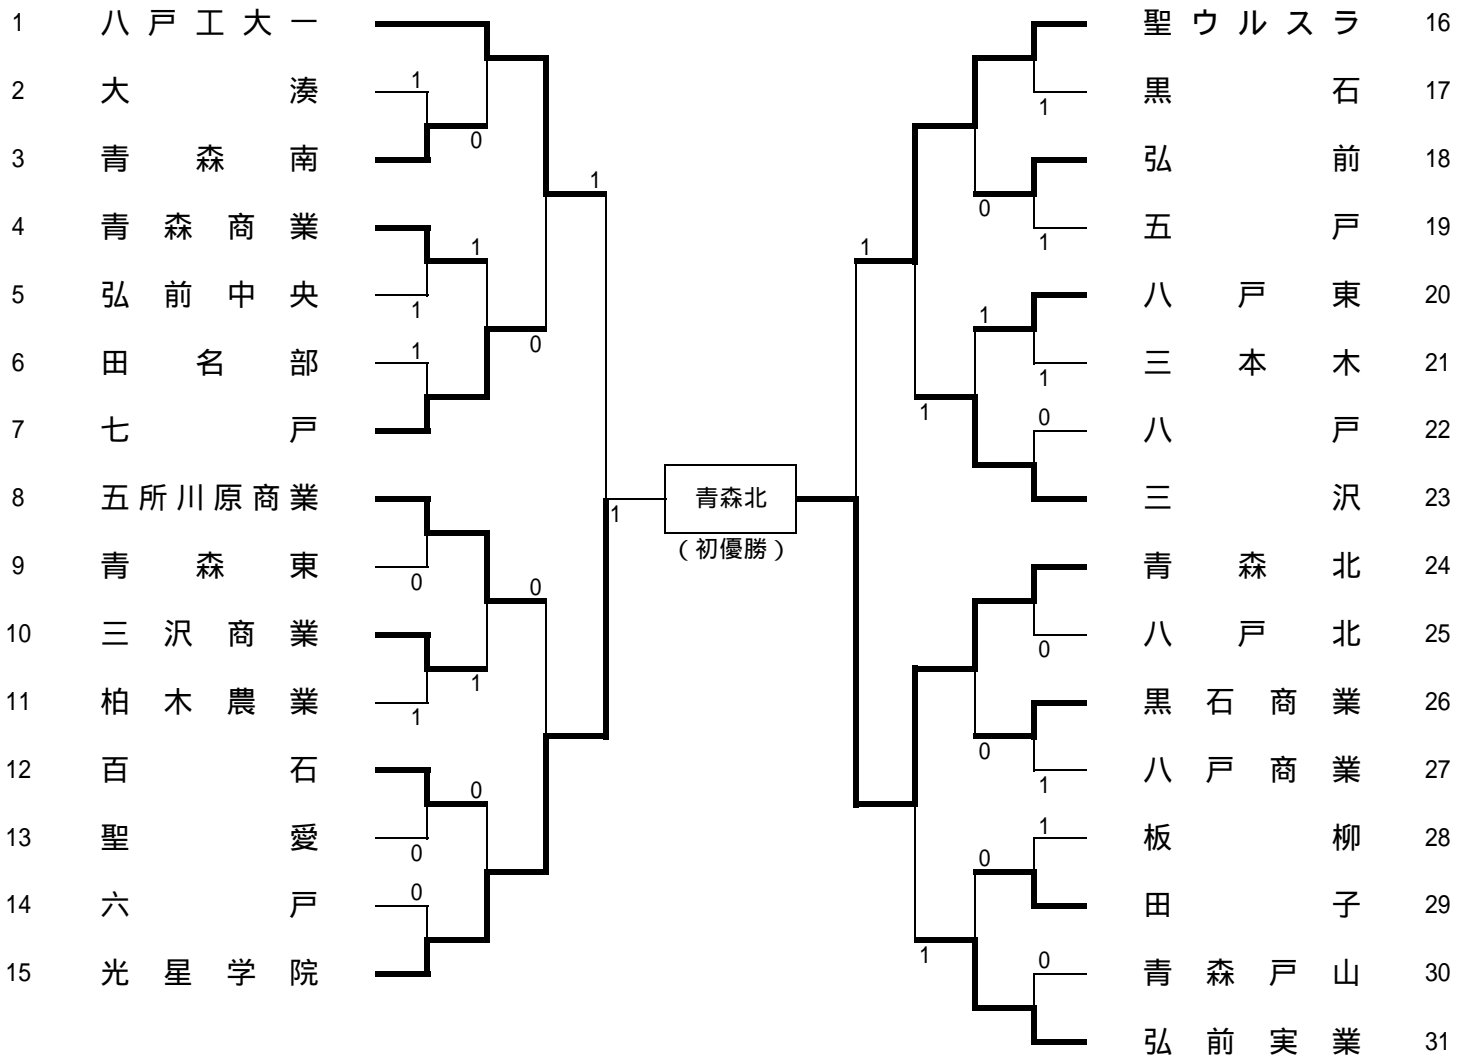 1 八戸工大一
2 大湊
3 青森南
4 青森商業
5 弘前中央
6 田名部
7 七戸
8 五所川原商業
9 青森東
10 三沢商業
11 柏木農業
12 百石
13 聖愛
14 六戸
15 光星学院
1
0
1
1
1
1
0
0
0
1
1
0
0
0
1
1
青森北
(初優勝)
聖ウルスラ 16
黒石 17
弘前 18
五戸 19
八戸東 20
三本木 21
八戸 22
三沢 23
青森北 24
八戸北 25
黒石商業 26
八戸商業 27
板柳 28
田子 29
青森戸山 30
弘前実業 31
1
0
1
1
1
1
1
0
0
0
1
1
0
1
0